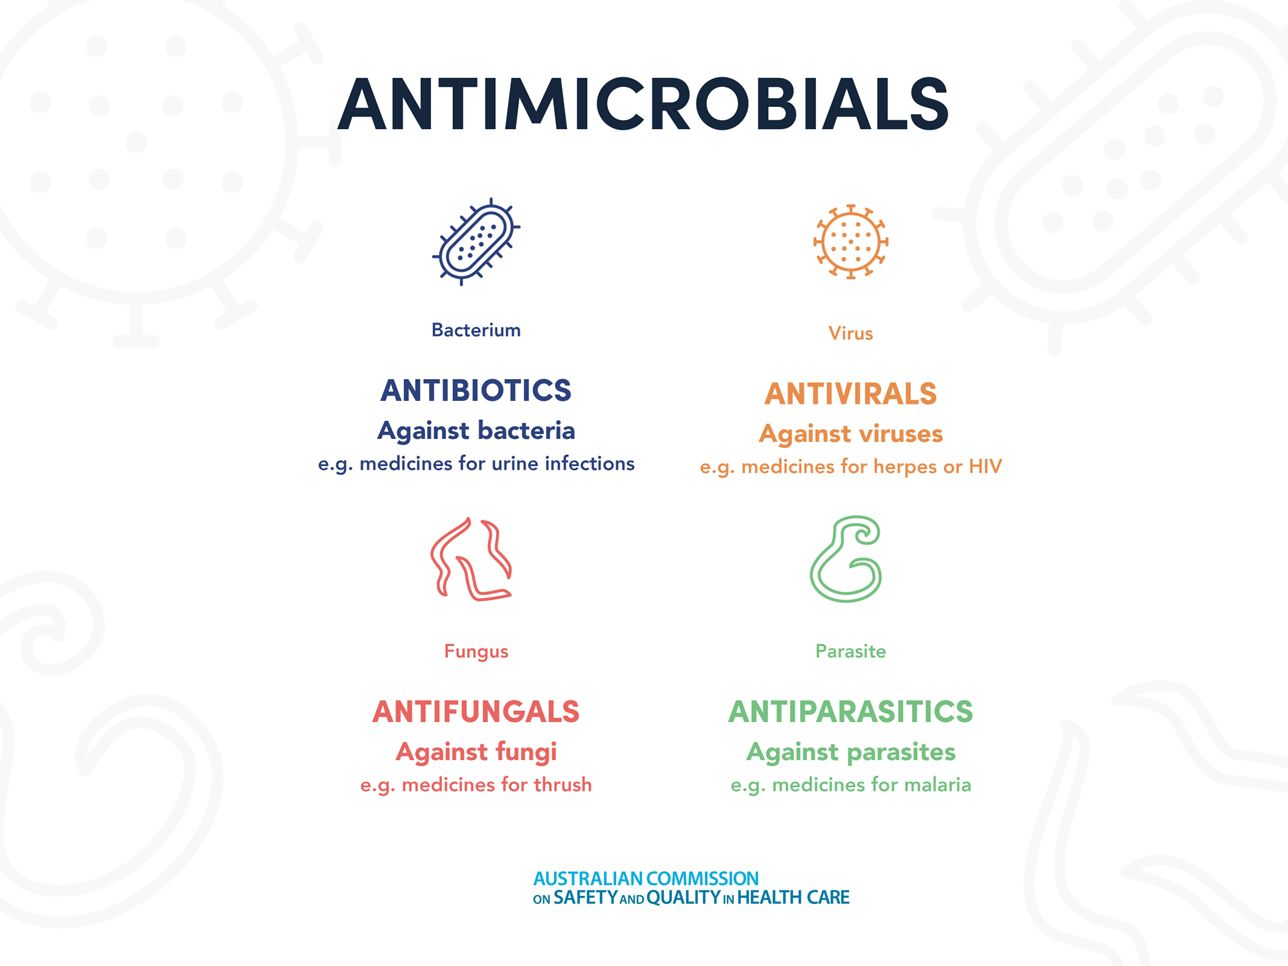 ANTIMICROBIALS
Bacterium
ANTIBIOTICS
Against bacteria
e.g. medicines for urine infections
Virus
ANTIVIRALS
Against viruses
e.g. medicines for herpes or HIV
Fungus
ANTIFUNGALS
Against fungi
e.g. medicines for thrush
Parasite
ANTIPARASITICS
Against parasites
e.g. medicines for malaria
AUSTRALIAN COMMISSION
ON SAFETY AND QUALITY IN HEALTH CARE